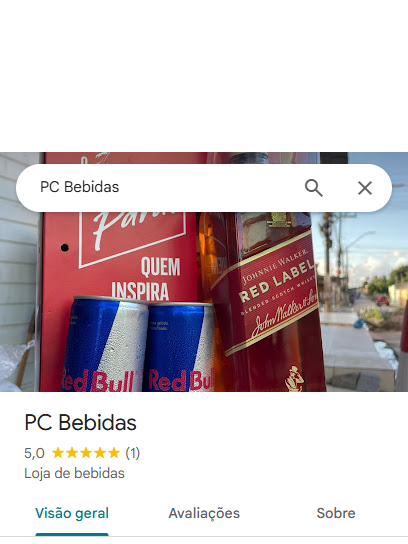 PC Bebidas
QUEM
INSPIRA
JOHNNIE WALKER
RED LABEL
BLENDED SCOTCH WHISKY
John Walker & Sons
Red Bull
Red Bull
PC Bebidas
5,0 ★★★★★ (1)
Loja de bebidas
Visão geral
Avaliações
Sobre